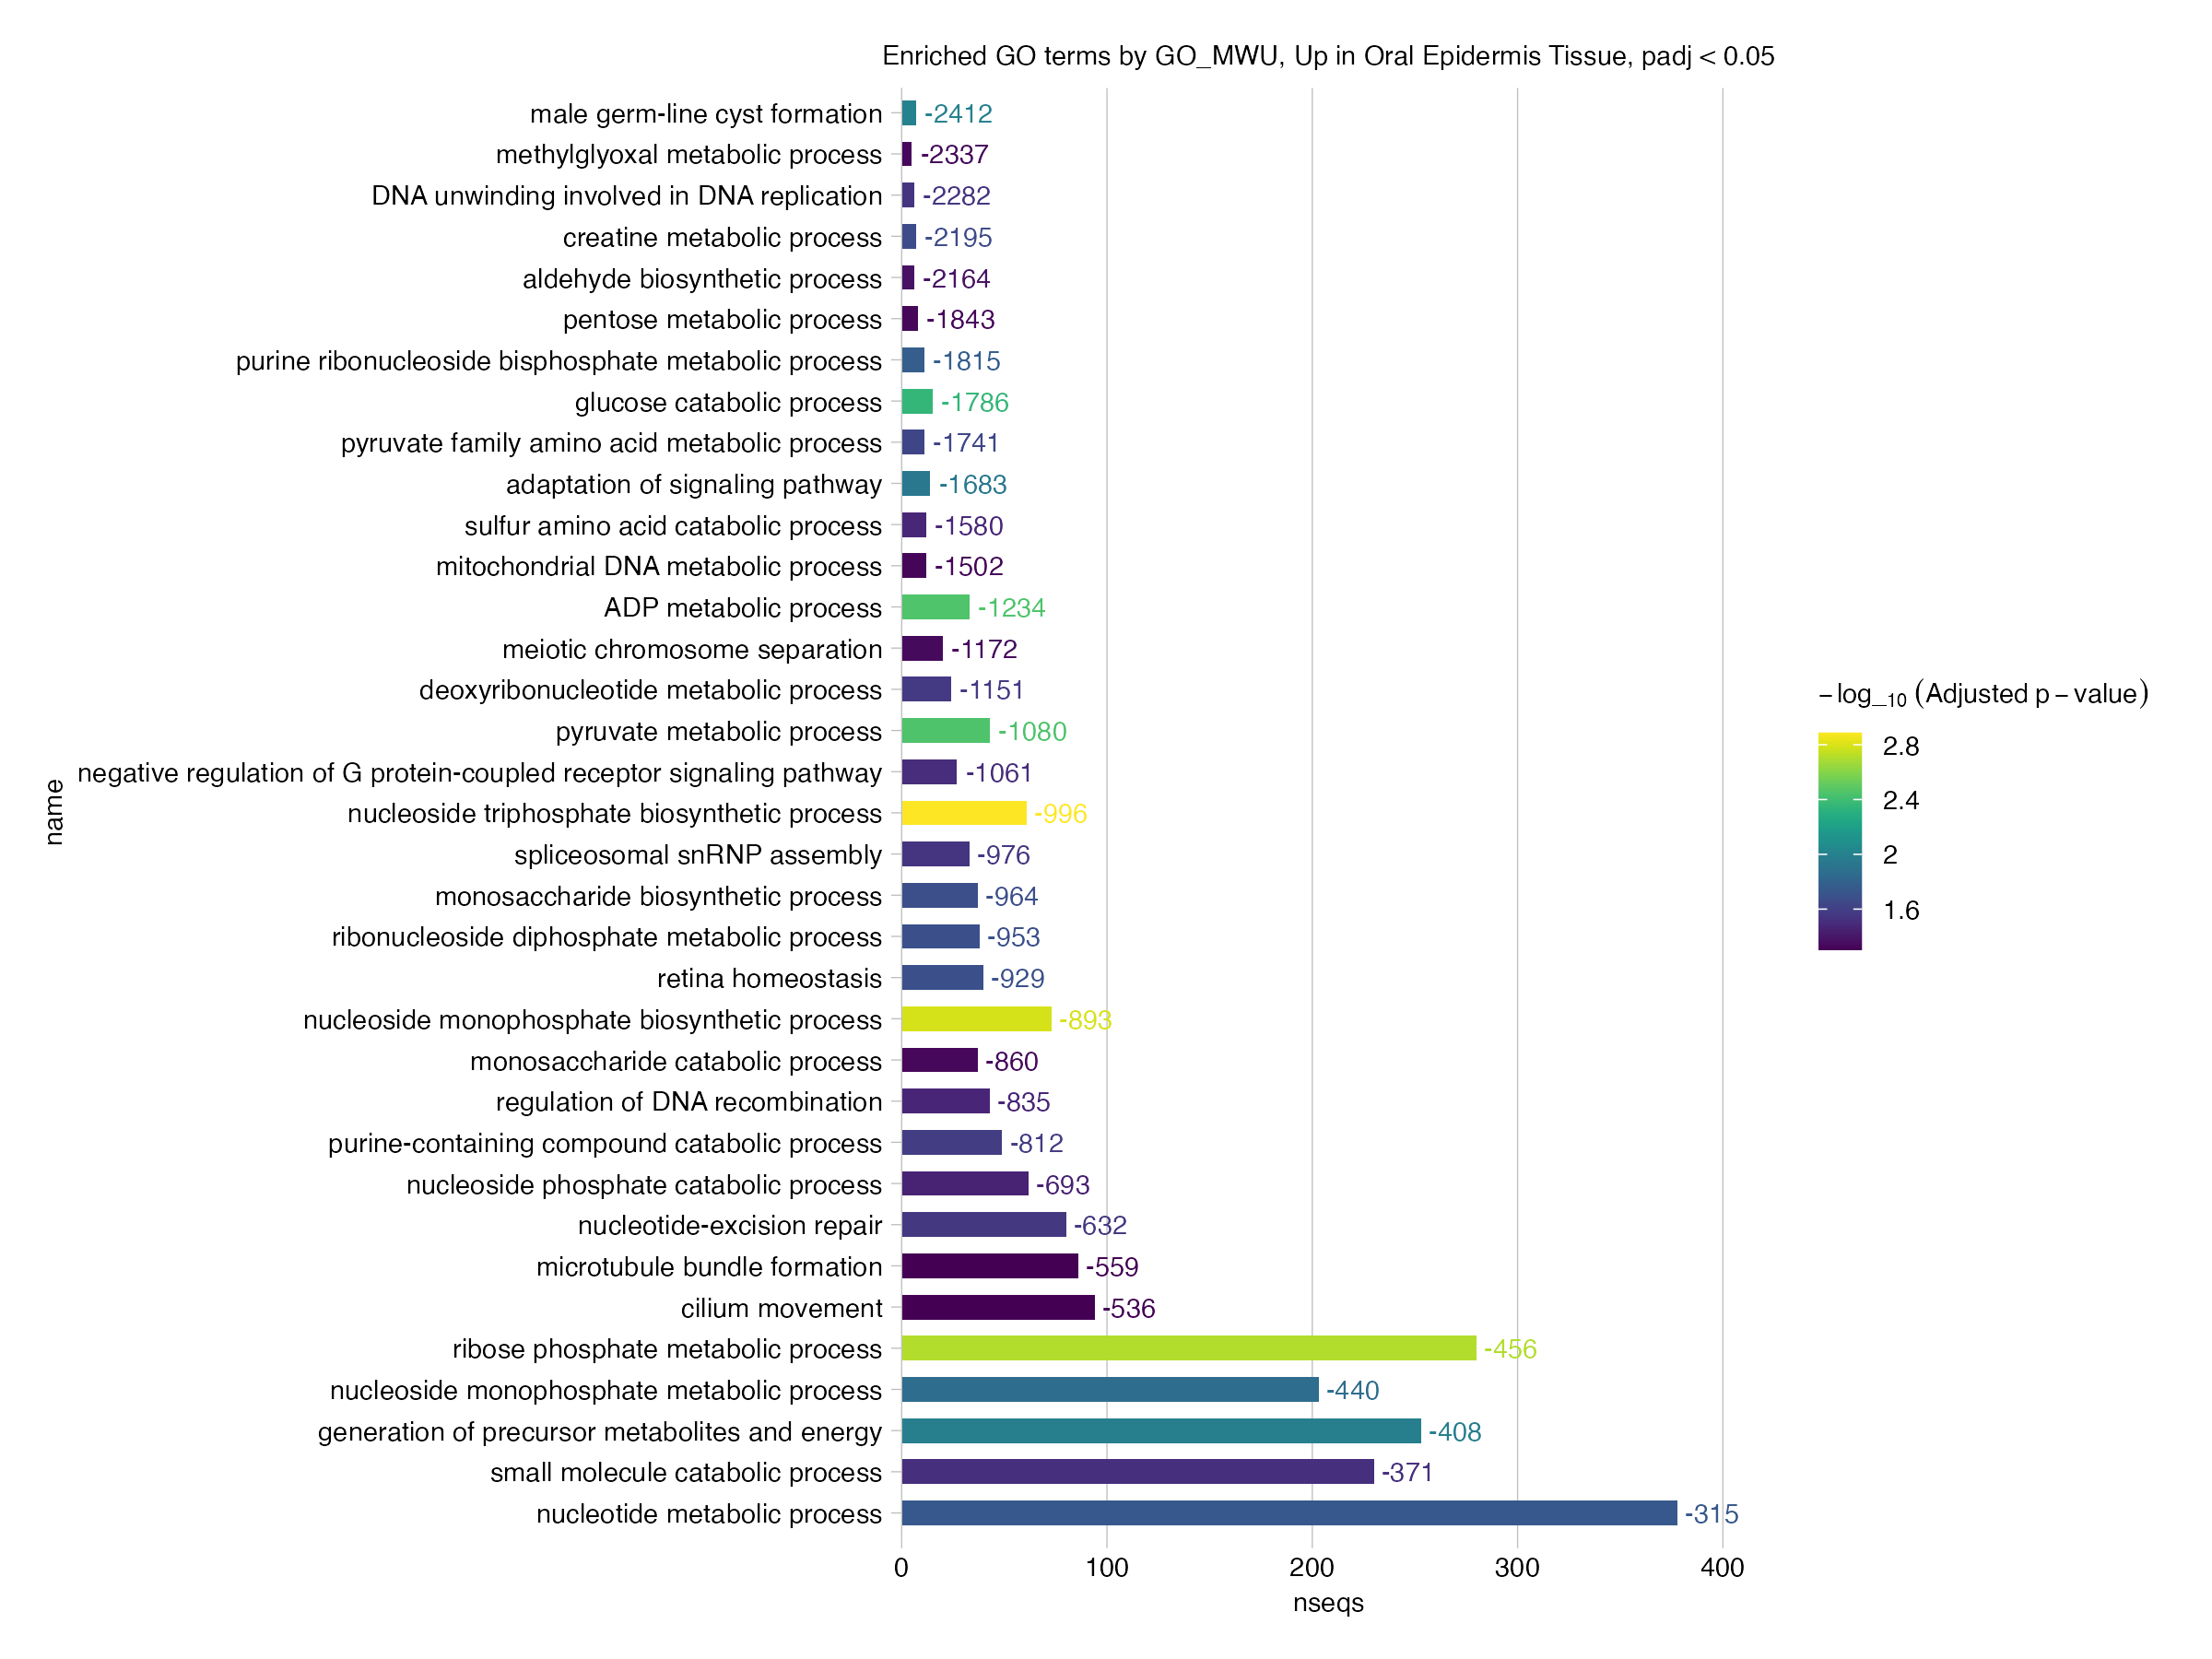 Enriched GO terms by GO_MWU, Up in Oral Epidermis Tissue, padj < 0.05
male germ-line cyst formation -2412
methylglyoxal metabolic process -2337
DNA unwinding involved in DNA replication -2282
creatine metabolic process -2195
aldehyde biosynthetic process -2164
pentose metabolic process -1843
purine ribonucleoside bisphosphate metabolic process -1815
glucose catabolic process -1786
pyruvate family amino acid metabolic process -1741
adaptation of signaling pathway -1683
sulfur amino acid catabolic process -1580
mitochondrial DNA metabolic process -1502
ADP metabolic process -1234
meiotic chromosome separation -1172
deoxyribonucleotide metabolic process -1151
pyruvate metabolic process -1080
negative regulation of G protein-coupled receptor signaling pathway -1061
nucleoside triphosphate biosynthetic process -996
spliceosomal snRNP assembly -976
monosaccharide biosynthetic process -964
ribonucleoside diphosphate metabolic process -953
retina homeostasis -929
nucleoside monophosphate biosynthetic process -893
monosaccharide catabolic process -860
regulation of DNA recombination -835
purine-containing compound catabolic process -812
nucleoside phosphate catabolic process -693
nucleotide-excision repair -632
microtubule bundle formation -559
cilium movement -536
ribose phosphate metabolic process -456
nucleoside monophosphate metabolic process -440
generation of precursor metabolites and energy -408
small molecule catabolic process -371
nucleotide metabolic process -315
0 100 200 300 400
nseqs
name
−log_10 (Adjusted p−value)
2.8
2.4
2
1.6